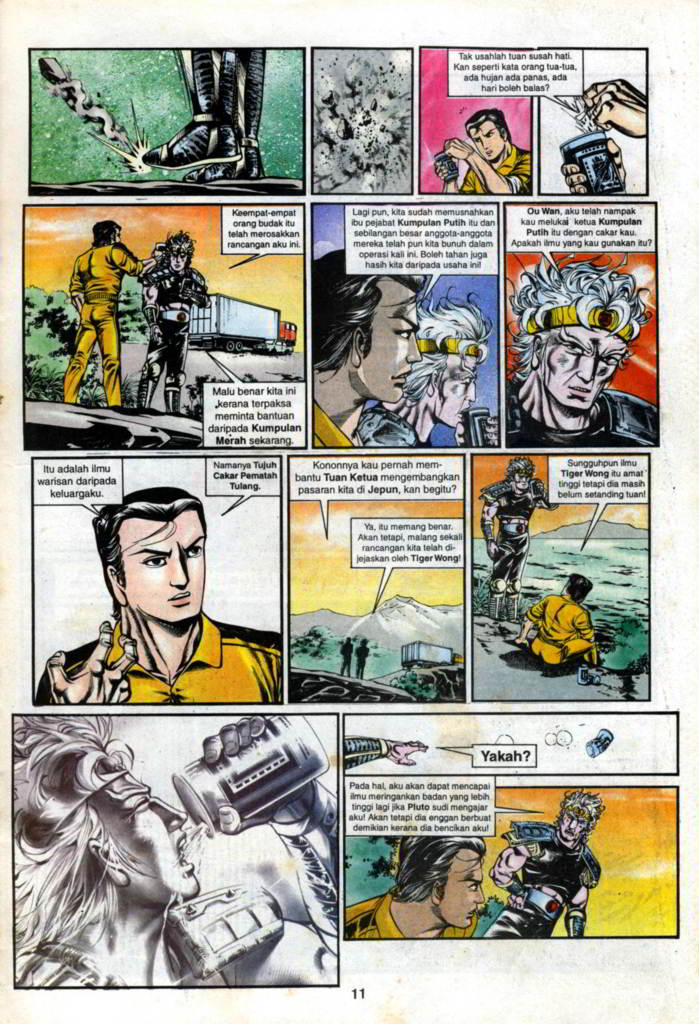 Tak usahlah tuan susah hati.
Kan seperti kata orang tua-tua,
ada hujan ada panas, ada
hari boleh balas?
Keempat-empat
orang budak itu
telah merosakkan
rancangan aku ini.
Malu benar kita ini
kerana terpaksa
meminta bantuan
daripada Kumpulan
Merah sekarang.
Lagi pun, kita sudah memusnahkan
ibu pejabat Kumpulan Putih itu dan
sebilangan besar anggota-anggota
mereka telah pun kita bunuh dalam
operasi kali ini. Boleh tahan juga
hasil kita daripada usaha ini!
Ou Wan, aku telah nampak
kau melukai ketua Kumpulan
Putih itu dengan cakar kau.
Apakah ilmu yang kau gunakan itu?
Itu adalah ilmu
warisan daripada
keluargaku.
Namanya Tujuh
Cakar Pematah
Tulang.
Kononnya kau pernah mem-
bantu Tuan Ketua mengembangkan
pasaran kita di Jepun, kan begitu?
Ya, itu memang benar.
Akan tetapi, malang sekali
rancangan kita telah di-
jejaskan oleh Tiger Wong!
Sungguhpun ilmu
Tiger Wong itu amat
tinggi tetapi dia masih
belum setanding tuan!
Yakah?
Pada hal, aku akan dapat mencapai
ilmu meringankan badan yang lebih
tinggi lagi jika Pluto sudi mengajar
aku! Akan tetapi dia enggan berbuat
demikian kerana dia bencikan aku!
11